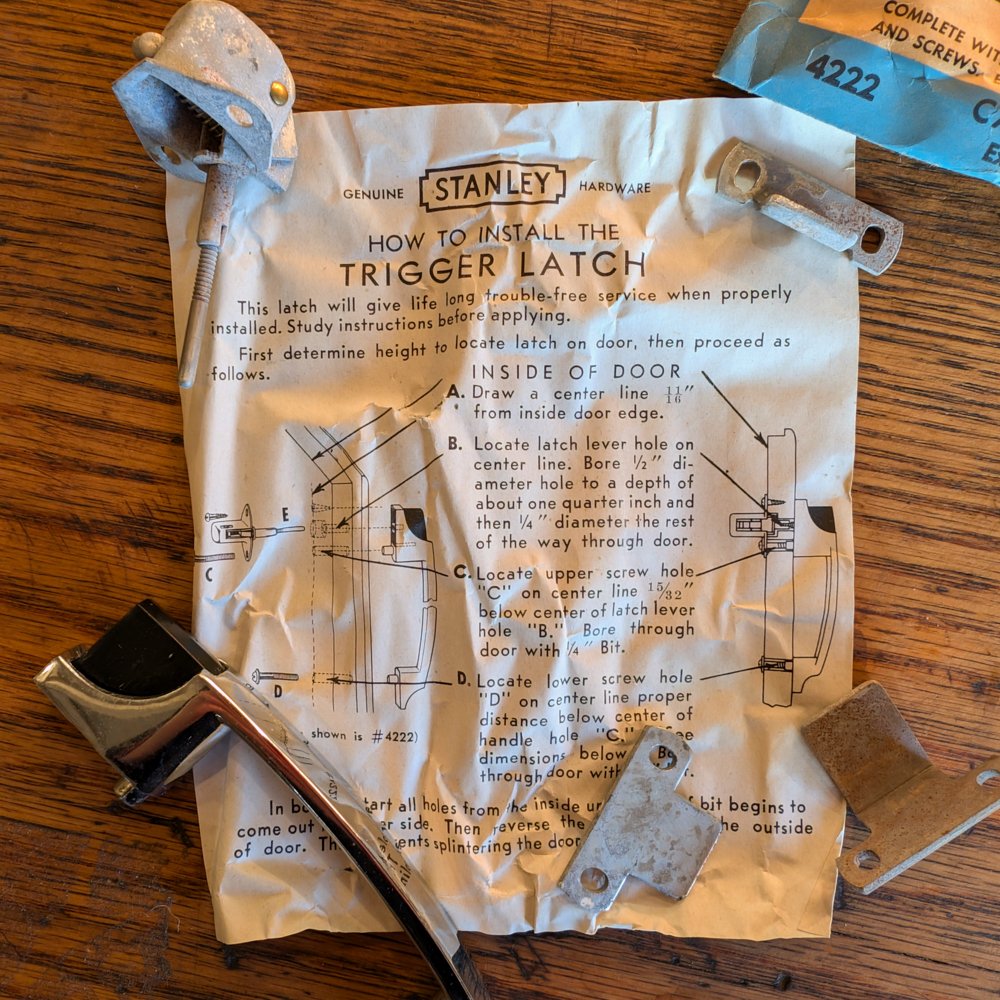 COMPLETE WITH
AND SCREWS.
4222
GENUINE STANLEY HARDWARE
HOW TO INSTALL THE
TRIGGER LATCH
This latch will give life long trouble-free service when properly
installed. Study instructions before applying.
First determine height to locate latch on door, then proceed as
follows.
INSIDE OF DOOR
A. Draw a center line 11/16"
from inside door edge.
B. Locate latch lever hole on
center line. Bore 1/2" di-
ameter hole to a depth of
about one quarter inch and
then 1/4" diameter the rest
of the way through door.
E
C
C. Locate upper screw hole
"C" on center line 15/32"
below center of latch lever
hole "B." Bore through
door with 1/4" Bit.
D
D. Locate lower screw hole
"D" on center line proper
distance below center of
handle hole "C."
dimensions below
through door with
shown is #4222)
In all holes from the inside bit begins to
come out side. Then reverse the the outside
of door. splintering the door